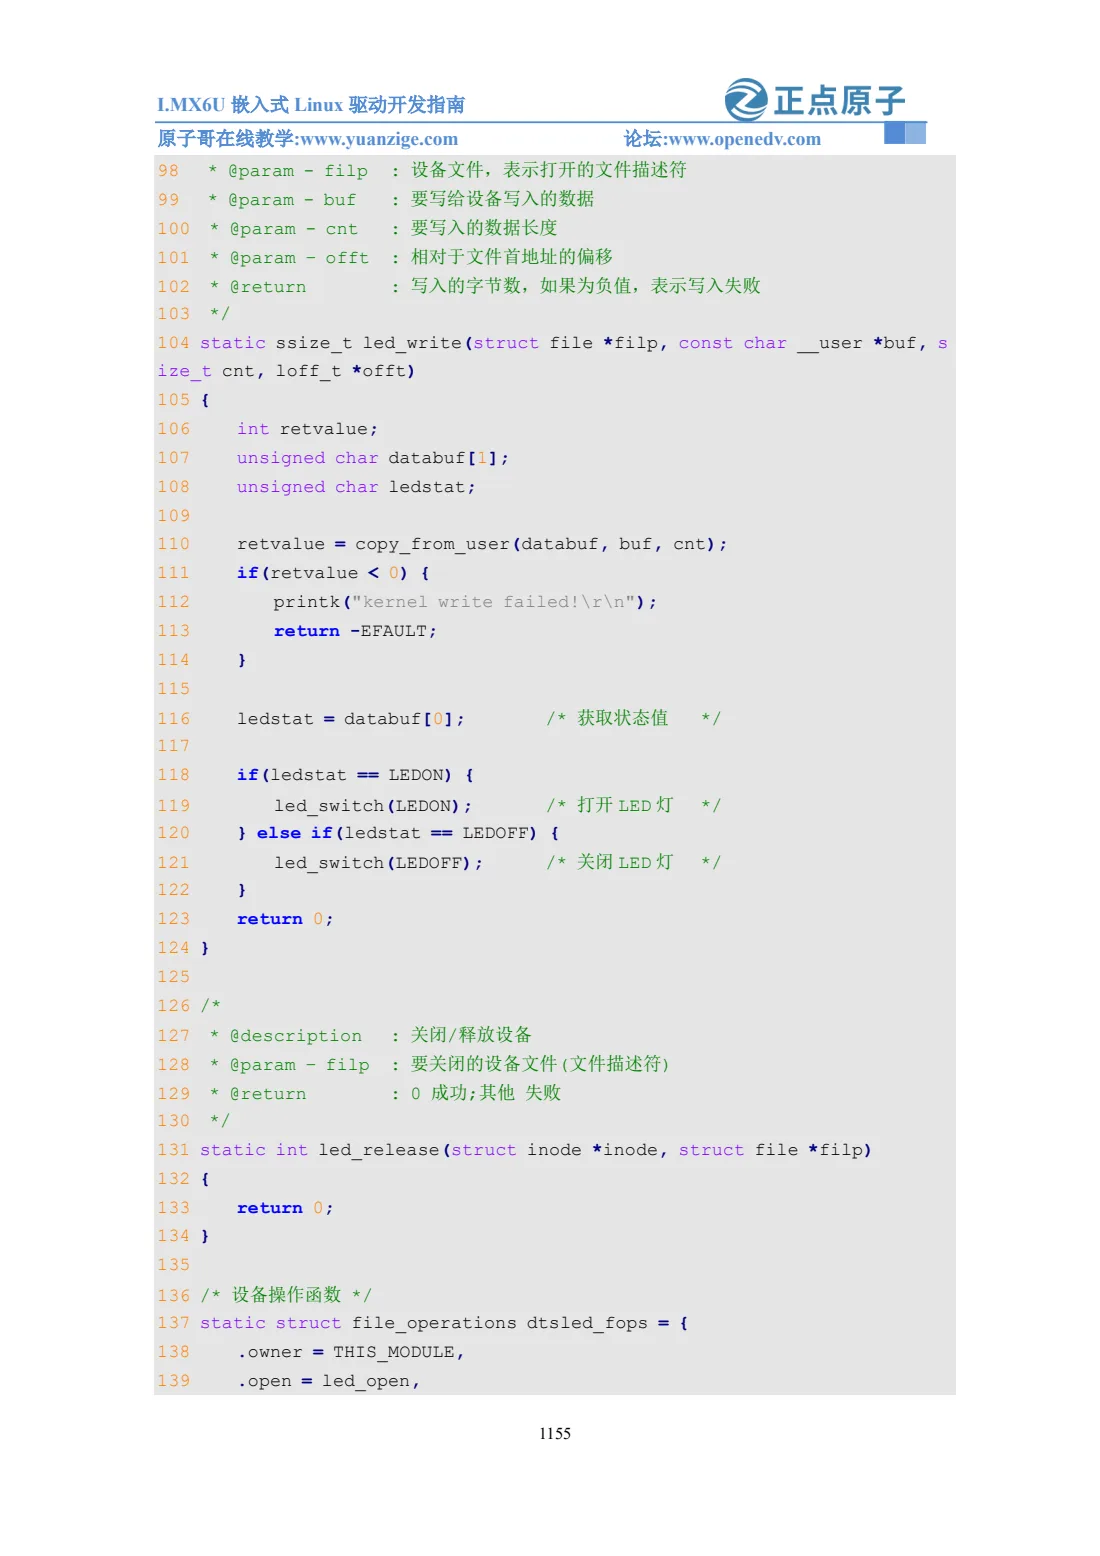 I.MX6U 嵌入式 Linux 驱动开发指南
正点原子
原子哥在线教学:www.yuanzige.com 论坛:www.openedv.com
98 * @param - filp : 设备文件，表示打开的文件描述符
99 * @param - buf : 要写给设备写入的数据
100 * @param - cnt : 要写入的数据长度
101 * @param – offt : 相对于文件首地址的偏移
102 * @return : 写入的字节数，如果为负值，表示写入失败
103 */
104 static ssize_t led_write(struct file *filp, const char __user *buf, s
ize_t cnt, loff_t *offt)
105 {
106 int retvalue;
107 unsigned char databuf[1];
108 unsigned char ledstat;
109
110 retvalue = copy_from_user(databuf, buf, cnt);
111 if(retvalue < 0) {
112 printk("kernel write failed!\r\n");
113 return -EFAULT;
114 }
115
116 ledstat = databuf[0]; /* 获取状态值 */
117
118 if(ledstat == LEDON) {
119 led_switch(LEDON); /* 打开 LED 灯 */
120 } else if(ledstat == LEDOFF) {
121 led_switch(LEDOFF); /* 关闭 LED 灯 */
122 }
123 return 0;
124 }
125
126 /*
127 * @description : 关闭/释放设备
128 * @param – filp : 要关闭的设备文件(文件描述符)
129 * @return : 0 成功;其他 失败
130 */
131 static int led_release(struct inode *inode, struct file *filp)
132 {
133 return 0;
134 }
135
136 /* 设备操作函数 */
137 static struct file_operations dtsled_fops = {
138 .owner = THIS_MODULE,
139 .open = led_open,
1155